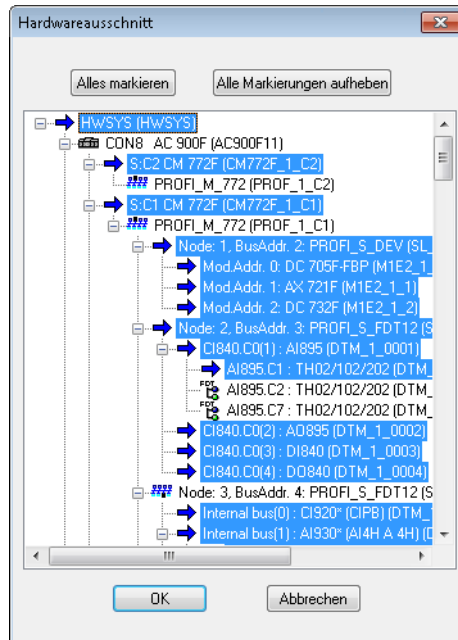 Hardwareausschnitt
Alles markieren Alle Markierungen aufheben
HWSYS (HWSYS)
CON8 AC 900F (AC900F11)
S:C2 CM 772F (CM772F_1_C2)
PROFI_M_772 (PROF_1_C2)
S:C1 CM 772F (CM772F_1_C1)
PROFI_M_772 (PROF_1_C1)
Node: 1, BusAddr. 2: PROFI_S_DEV (SL_
Mod.Addr. 0: DC 705F-FBP (M1E2_1_
Mod.Addr. 1: AX 721F (M1E2_1_1)
Mod.Addr. 2: DC 732F (M1E2_1_2)
Node: 2, BusAddr. 3: PROFI_S_FDT12 (S
CI840.C0(1) : AI895 (DTM_1_0001)
AI895.C1 : TH02/102/202 (DTM_
FDT AI895.C2 : TH02/102/202 (DTM_
FDT AI895.C7 : TH02/102/202 (DTM_
CI840.C0(2) : AO895 (DTM_1_0002)
CI840.C0(3) : DI840 (DTM_1_0003)
CI840.C0(4) : DO840 (DTM_1_0004)
Node: 3, BusAddr. 4: PROFI_S_FDT12 (S
Internal bus(0) : CI920* (CIPB) (DTM_
Internal bus(1) : AI930* (AI4H A 4H) (D
OK Abbrechen